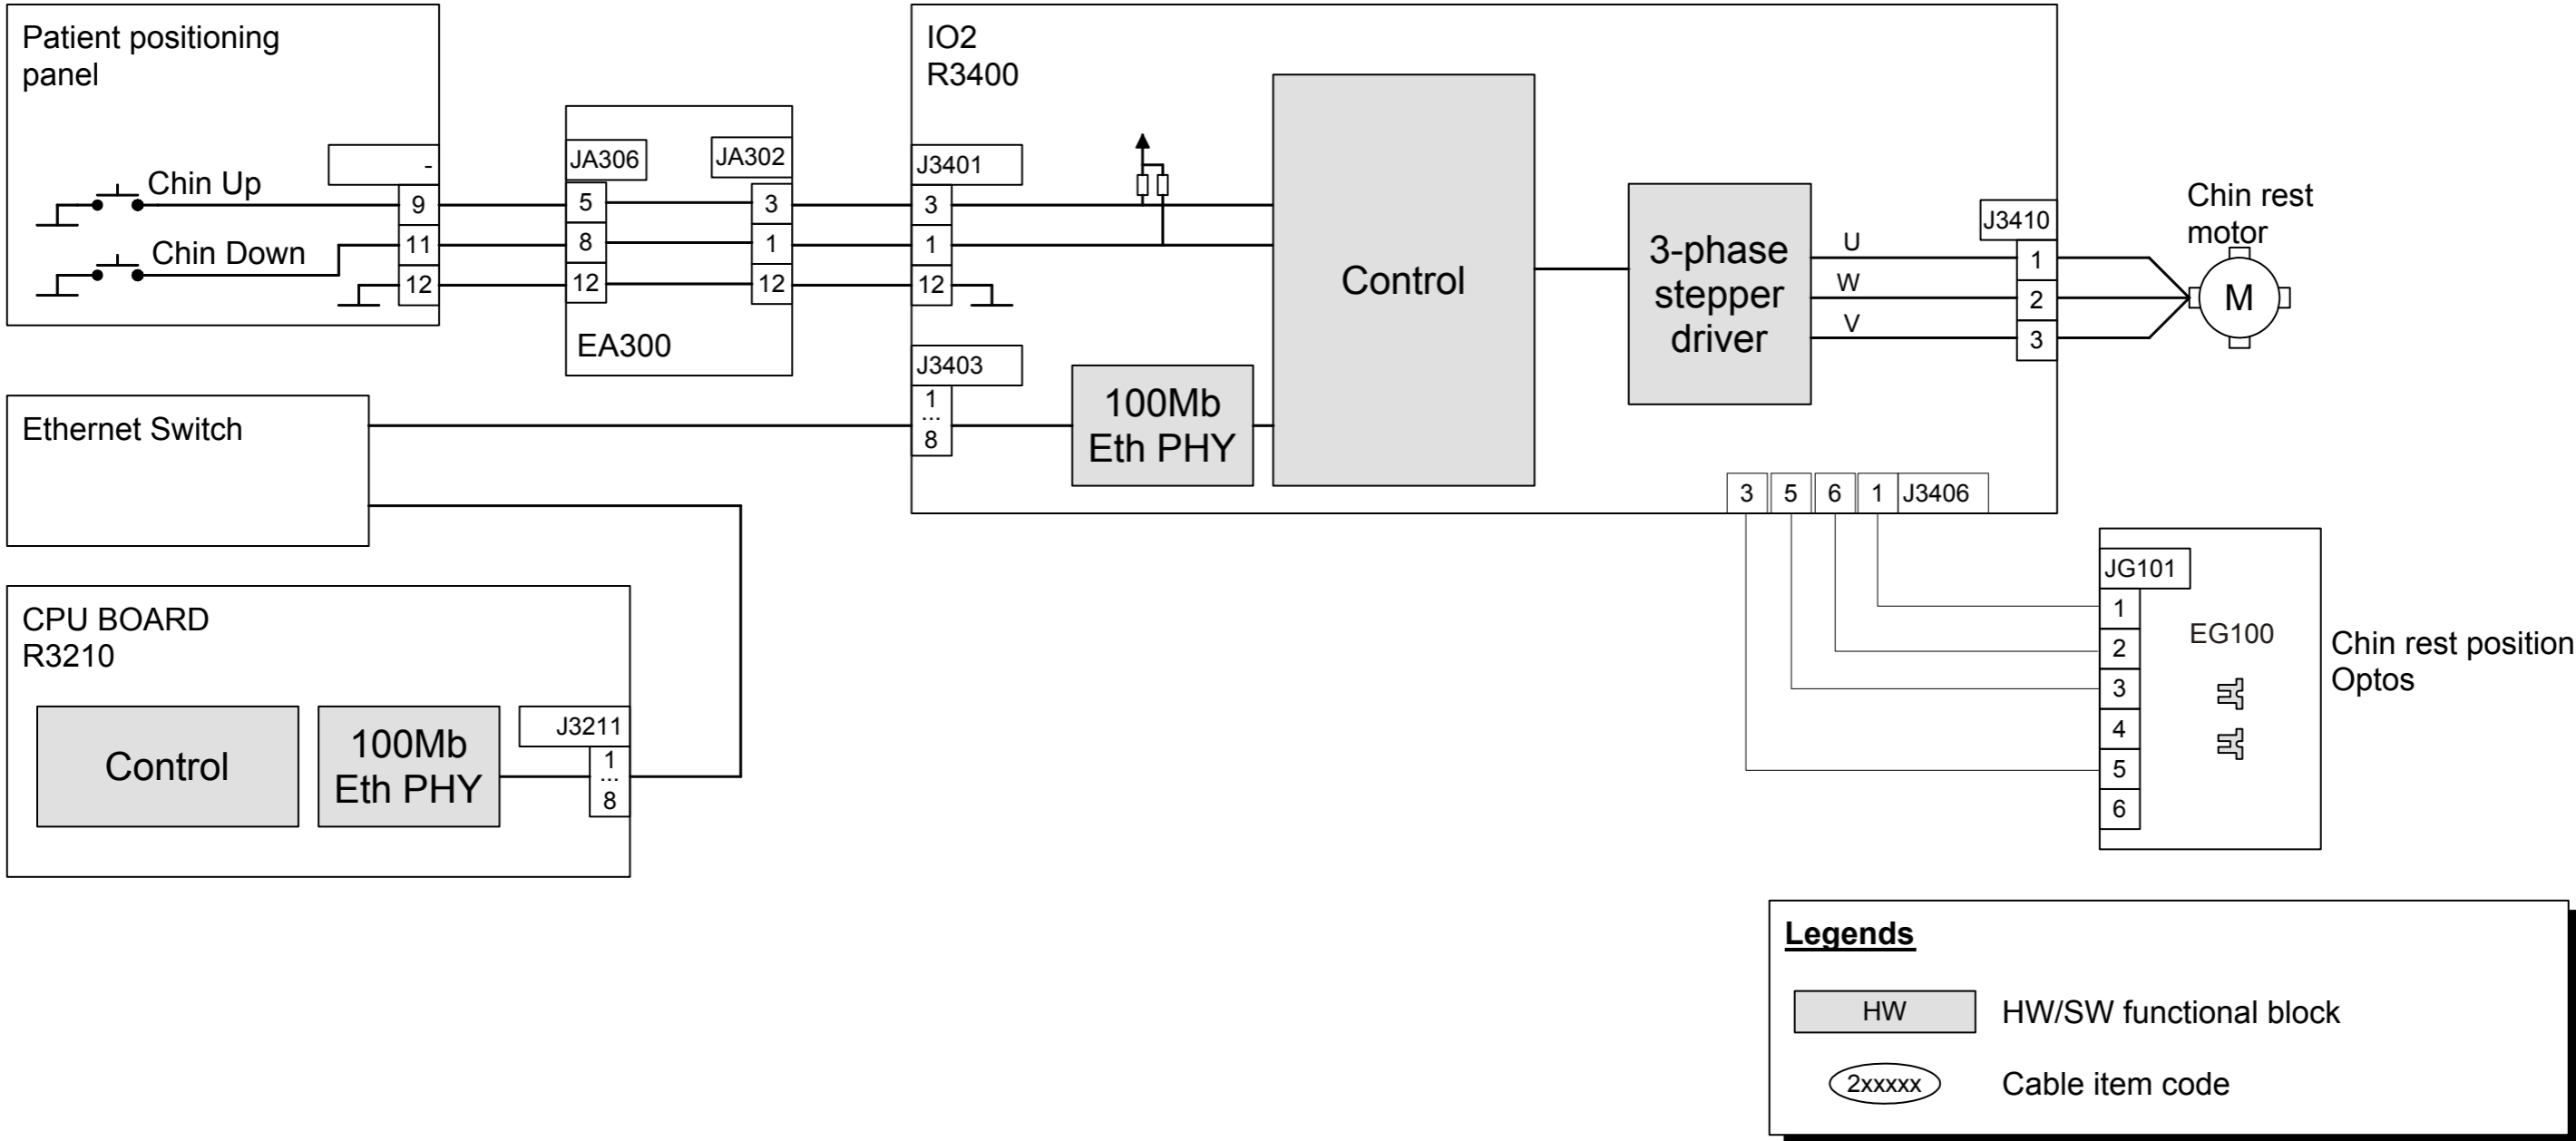 Patient positioning
panel
-
Chin Up
9
Chin Down
11
12
JA306
JA302
5
3
8
1
12
12
EA300
IO2
R3400
J3401
3
1
12
J3403
1
...
8
100Mb
Eth PHY
Control
3-phase
stepper
driver
U
W
V
J3410
1
2
3
Chin rest
motor
M
3 5 6 1 J3406
Ethernet Switch
CPU BOARD
R3210
Control
100Mb
Eth PHY
J3211
1
...
8
JG101
1
2
3
4
5
6
EG100
Chin rest position
Optos
Legends
HW HW/SW functional block
2xxxxx Cable item code